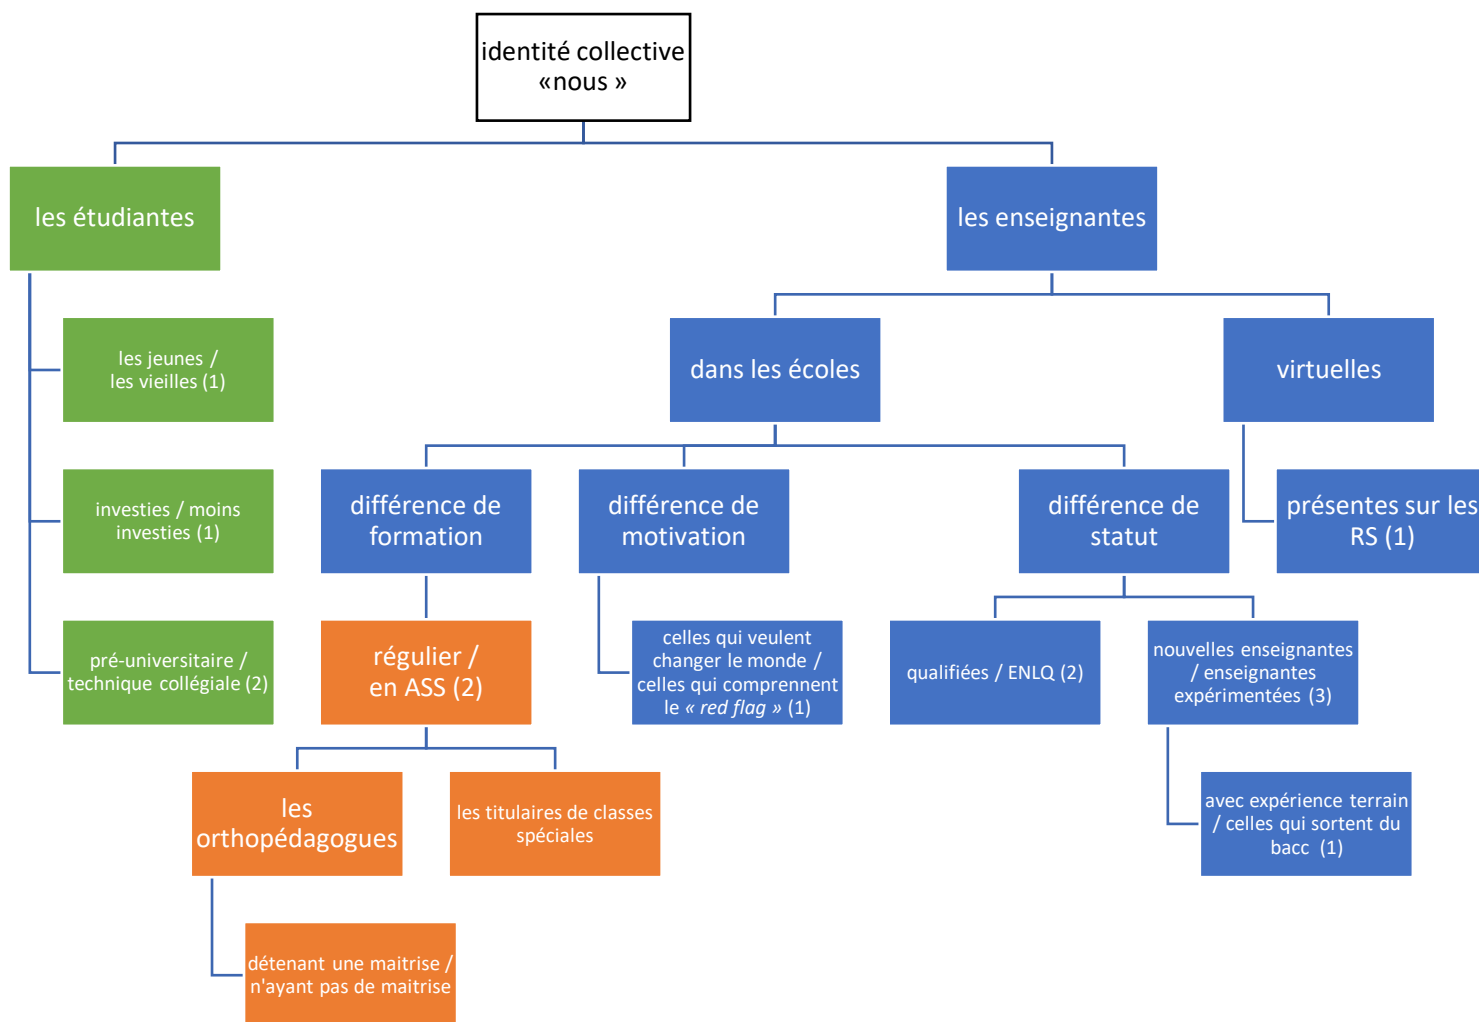 identité collective
«nous »
les étudiantes
les enseignantes
les jeunes /
les vieilles (1)
dans les écoles
virtuelles
investies / moins
investies (1)
différence de
formation
différence de
motivation
différence de
statut
présentes sur les
RS (1)
pré-universitaire /
technique collégiale (2)
régulier /
en ASS (2)
celles qui veulent
changer le monde /
celles qui comprennent
le « red flag » (1)
qualifiées / ENLQ (2)
nouvelles enseignantes
/ enseignantes
expérimentées (3)
les
orthopédagogues
les titulaires de classes
spéciales
avec expérience terrain
/ celles qui sortent du
bacc (1)
détenant une maitrise /
n'ayant pas de maitrise